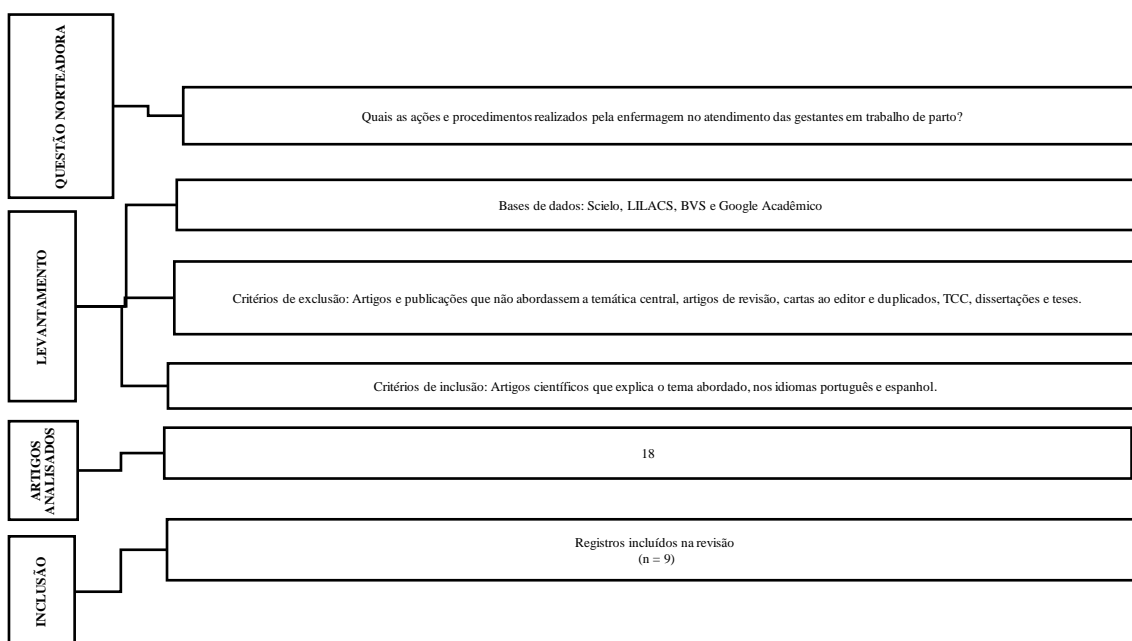 QUESTÃO NORTEADORA
Quais as ações e procedimentos realizados pela enfermagem no atendimento das gestantes em trabalho de parto?
LEVANTAMENTO
Bases de dados: Scielo, LILACS, BVS e Google Acadêmico
Critérios de exclusão: Artigos e publicações que não abordassem a temática central, artigos de revisão, cartas ao editor e duplicados, TCC, dissertações e teses.
Critérios de inclusão: Artigos científicos que explica o tema abordado, nos idiomas português e espanhol.
ARTIGOS
ANALISADOS
18
INCLUSÃO
Registros incluídos na revisão
(n = 9)